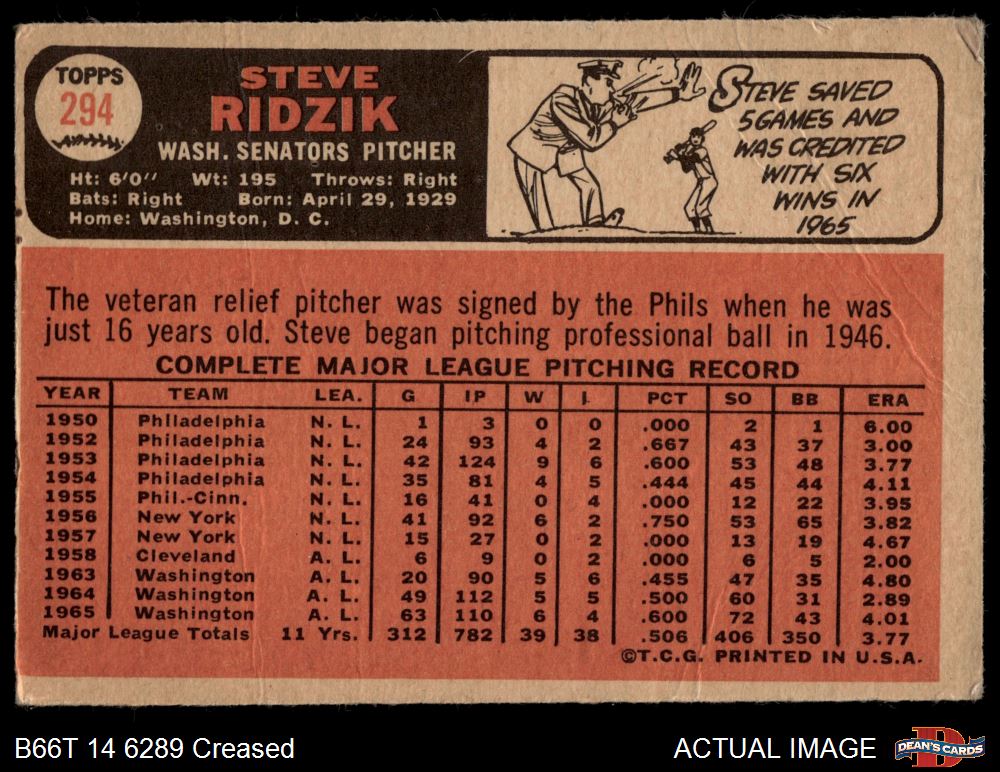 TOPPS
294
STEVE
RIDZIK
WASH. SENATORS PITCHER
Ht: 6'0" Wt: 195 Throws: Right
Bats: Right Born: April 29, 1929
Home: Washington, D. C.
STEVE SAVED
5 GAMES AND
WAS CREDITED
WITH SIX
WINS IN
1965
The veteran relief pitcher was signed by the Phils when he was
just 16 years old. Steve began pitching professional ball in 1946.
COMPLETE MAJOR LEAGUE PITCHING RECORD
YEAR TEAM LEA. G IP W L PCT SO BB ERA
1950 Philadelphia N. L. 1 3 0 0 .000 2 1 6.00
1952 Philadelphia N. L. 24 93 4 2 .667 43 37 3.00
1953 Philadelphia N. L. 42 124 9 6 .600 53 48 3.77
1954 Philadelphia N. L. 35 81 4 5 .444 45 44 4.11
1955 Phil.-Cinn. N. L. 16 41 0 4 .000 12 22 3.95
1956 New York N. L. 41 92 6 2 .750 53 65 3.82
1957 New York N. L. 15 27 0 2 .000 13 19 4.67
1958 Cleveland A. L. 6 9 0 2 .000 6 5 2.00
1963 Washington A. L. 20 90 5 6 .455 47 35 4.80
1964 Washington A. L. 49 112 5 5 .500 60 31 2.89
1965 Washington A. L. 63 110 6 4 .600 72 43 4.01
Major League Totals 11 Yrs. 312 782 39 38 .506 406 350 3.77
©T.C.G. PRINTED IN U.S.A.
B66T 14 6289 Creased
ACTUAL IMAGE
DEAN'S CARDS